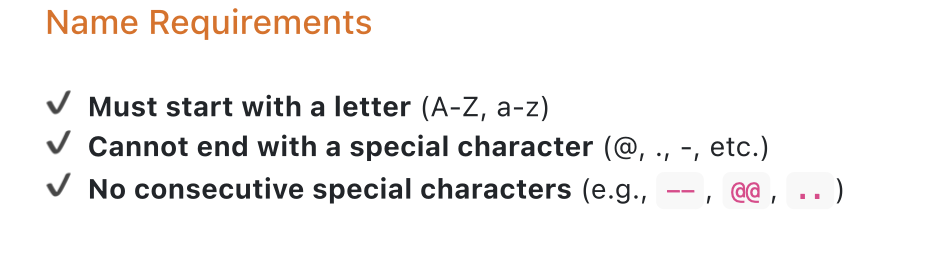 Name Requirements
✔ Must start with a letter (A-Z, a-z)
✔ Cannot end with a special character (@, ., -, etc.)
✔ No consecutive special characters (e.g., --, @@, ..)